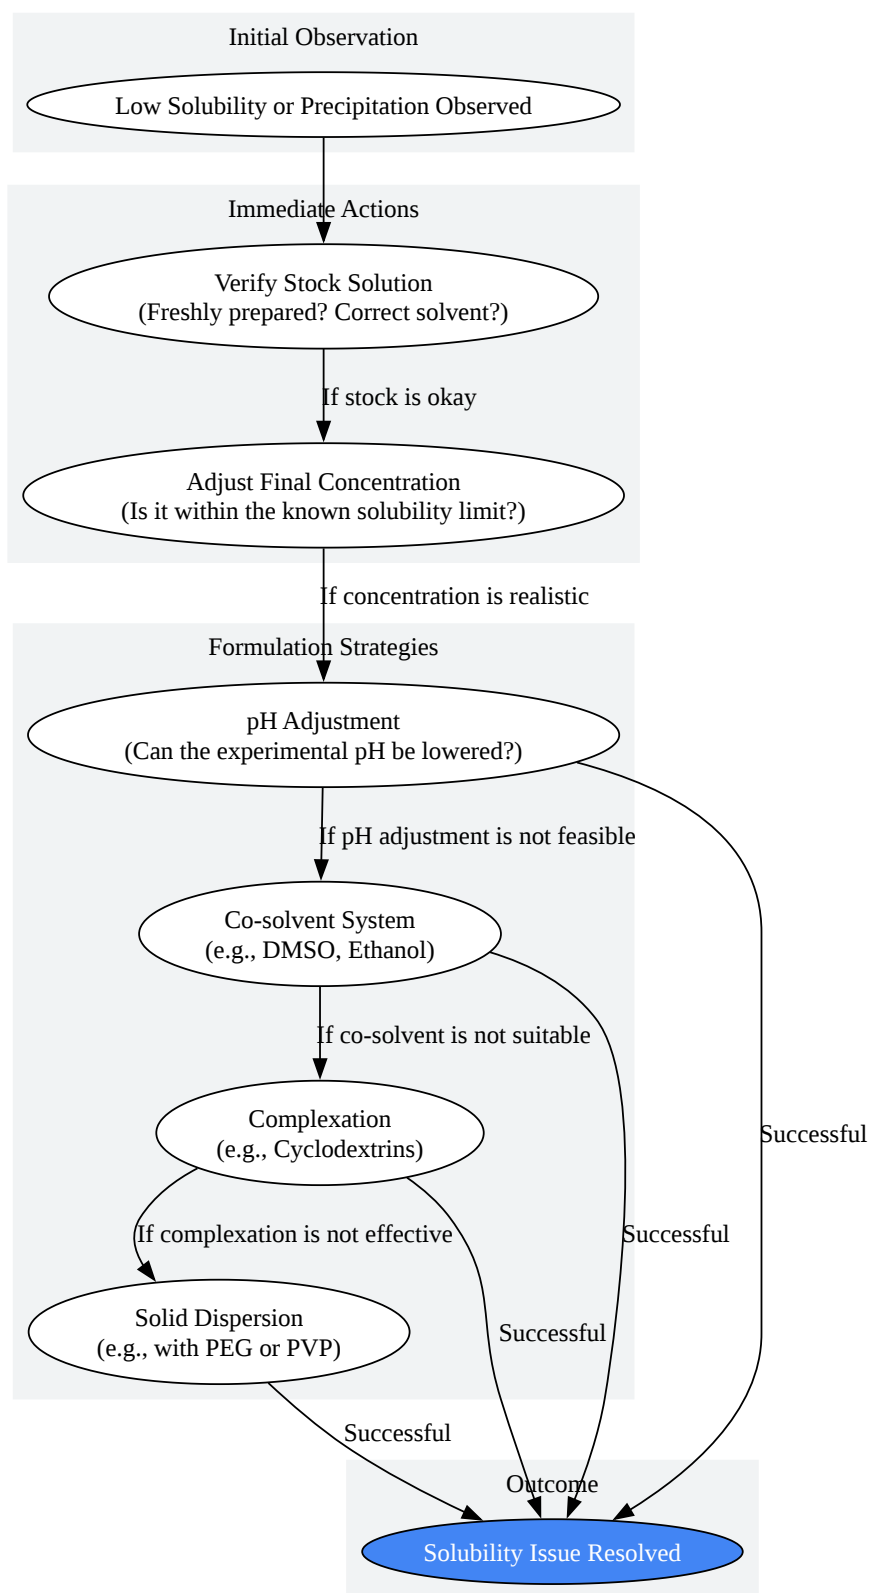 Initial Observation
Low Solubility or Precipitation Observed
Immediate Actions
Verify Stock Solution
(Freshly prepared? Correct solvent?)
If stock is okay
Adjust Final Concentration
(Is it within the known solubility limit?)
If concentration is realistic
Formulation Strategies
pH Adjustment
(Can the experimental pH be lowered?)
If pH adjustment is not feasible
Co-solvent System
(e.g., DMSO, Ethanol)
If co-solvent is not suitable
Complexation
(e.g., Cyclodextrins)
Successful
If complexation is not effective
Successful
Solid Dispersion
(e.g., with PEG or PVP)
Successful
Successful
Outcome
Solubility Issue Resolved